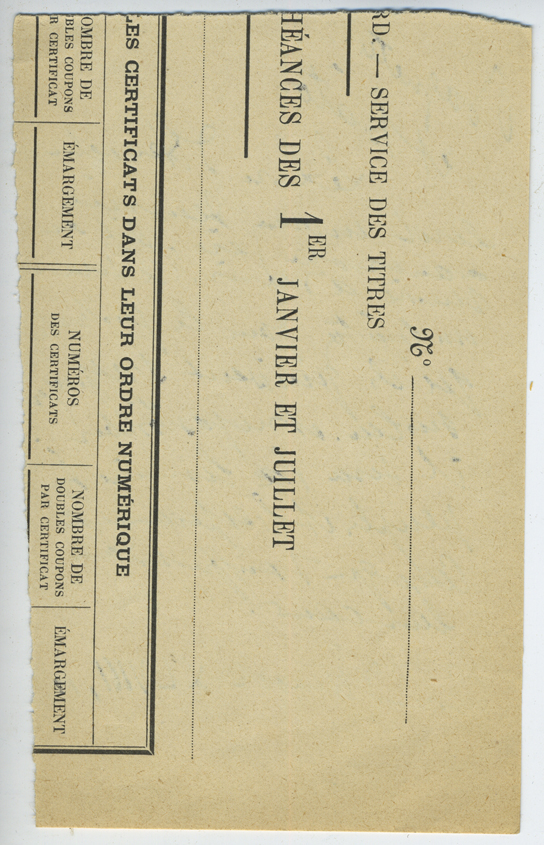 Nº
RD. — SERVICE DES TITRES
HÉANCES DES 1ER JANVIER ET JUILLET
LES CERTIFICATS DANS LEUR ORDRE NUMÉRIQUE
OMBRE DE
BLES COUPONS
R CERTIFICAT
ÉMARGEMENT
NUMÉROS
DES CERTIFICATS
NOMBRE DE
DOUBLES COUPONS
PAR CERTIFICAT
ÉMARGEMENT